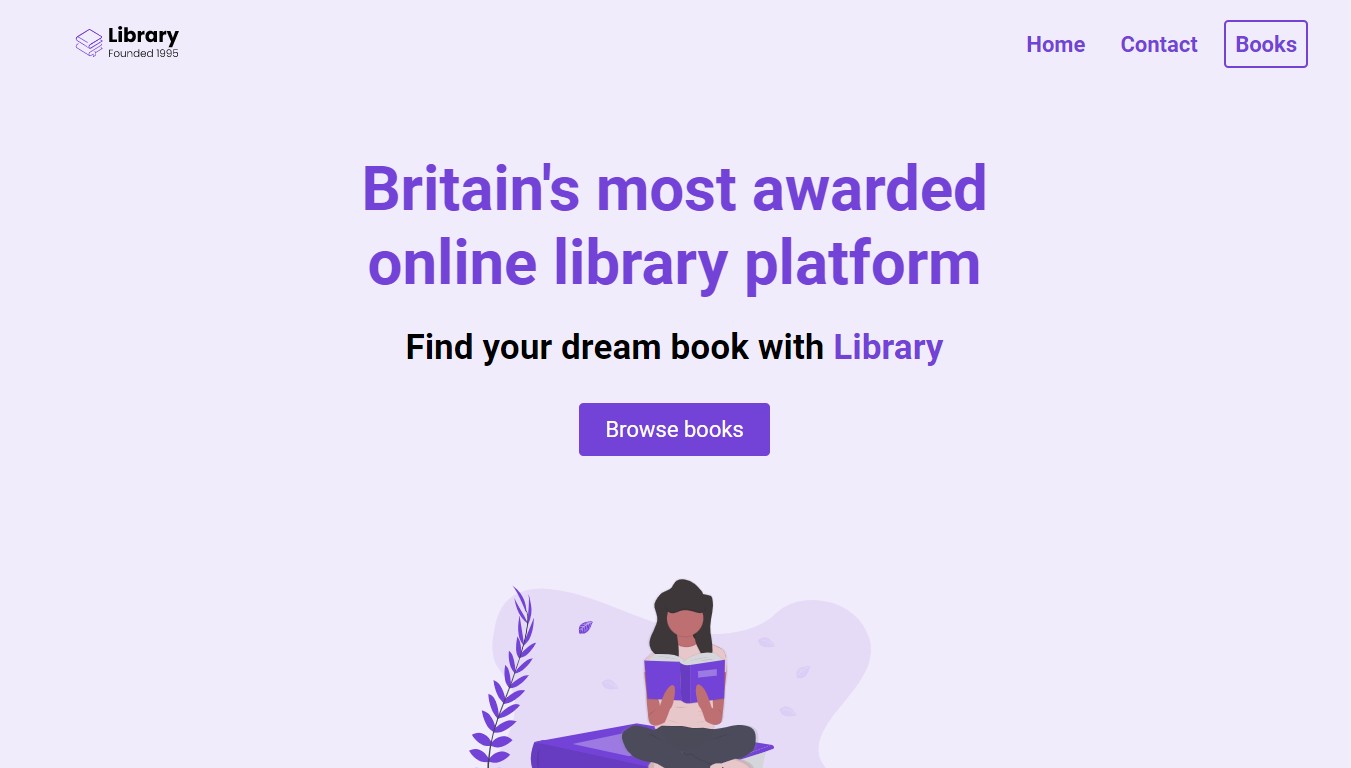 Library
Founded 1995
Home Contact Books
Britain's most awarded
online library platform
Find your dream book with Library
Browse books